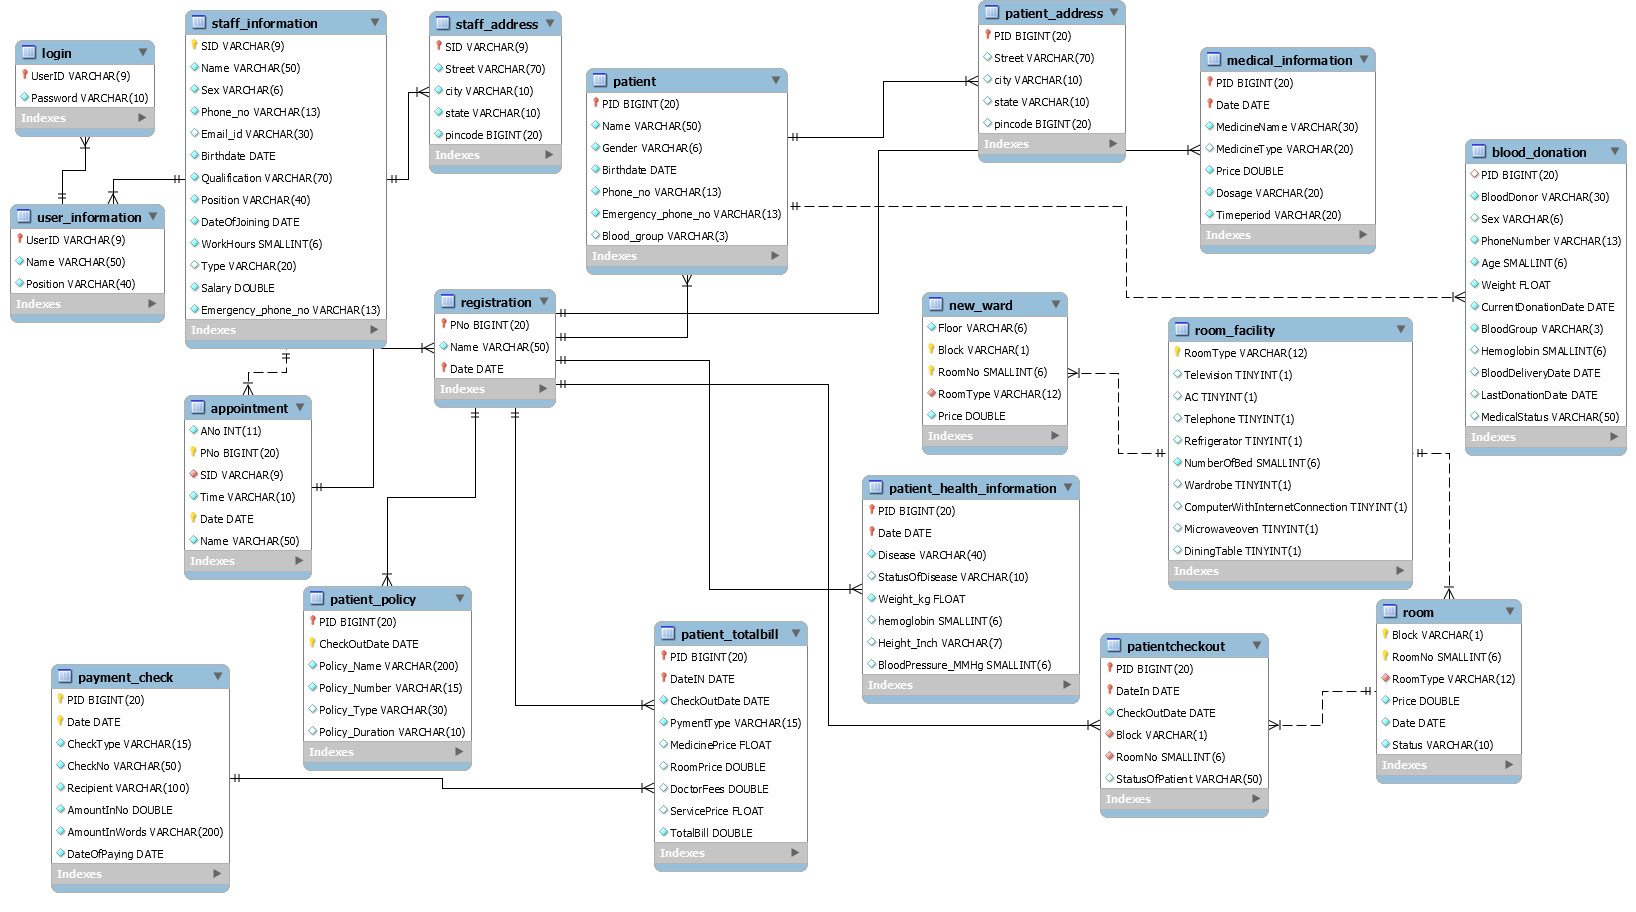 login
UserID VARCHAR(9)
Password VARCHAR(10)
Indexes
user_information
UserID VARCHAR(9)
Name VARCHAR(50)
Position VARCHAR(40)
Indexes
staff_information
SID VARCHAR(9)
Name VARCHAR(50)
Sex VARCHAR(6)
Phone_no VARCHAR(13)
Email_id VARCHAR(30)
Birthdate DATE
Qualification VARCHAR(70)
Position VARCHAR(40)
DateOfJoining DATE
WorkHours SMALLINT(6)
Type VARCHAR(20)
Salary DOUBLE
Emergency_phone_no VARCHAR(13)
Indexes
staff_address
SID VARCHAR(9)
Street VARCHAR(70)
city VARCHAR(10)
state VARCHAR(10)
pincode BIGINT(20)
Indexes
patient
PID BIGINT(20)
Name VARCHAR(50)
Gender VARCHAR(6)
Birthdate DATE
Phone_no VARCHAR(13)
Emergency_phone_no VARCHAR(13)
Blood_group VARCHAR(3)
Indexes
patient_address
PID BIGINT(20)
Street VARCHAR(70)
city VARCHAR(10)
state VARCHAR(10)
pincode BIGINT(20)
Indexes
medical_information
PID BIGINT(20)
Date DATE
MedicineName VARCHAR(30)
MedicineType VARCHAR(20)
Price DOUBLE
Dosage VARCHAR(20)
Timeperiod VARCHAR(20)
Indexes
blood_donation
PID BIGINT(20)
BloodDonor VARCHAR(30)
Sex VARCHAR(6)
PhoneNumber VARCHAR(13)
Age SMALLINT(6)
Weight FLOAT
CurrentDonationDate DATE
BloodGroup VARCHAR(3)
Hemoglobin SMALLINT(6)
BloodDeliveryDate DATE
LastDonationDate DATE
MedicalStatus VARCHAR(50)
Indexes
registration
PNo BIGINT(20)
Name VARCHAR(50)
Date DATE
Indexes
new_ward
Floor VARCHAR(6)
Block VARCHAR(1)
RoomNo SMALLINT(6)
RoomType VARCHAR(12)
Price DOUBLE
Indexes
room_facility
RoomType VARCHAR(12)
Television TINYINT(1)
AC TINYINT(1)
Telephone TINYINT(1)
Refrigerator TINYINT(1)
NumberOfBed SMALLINT(6)
Wardrobe TINYINT(1)
ComputerWithInternetConnection TINYINT(1)
Microwaveoven TINYINT(1)
DiningTable TINYINT(1)
Indexes
appointment
ANo INT(11)
PNo BIGINT(20)
SID VARCHAR(9)
Time VARCHAR(10)
Date DATE
Name VARCHAR(50)
Indexes
patient_health_information
PID BIGINT(20)
Date DATE
Disease VARCHAR(40)
StatusOfDisease VARCHAR(10)
Weight_kg FLOAT
hemoglobin SMALLINT(6)
Height_Inch VARCHAR(7)
BloodPressure_MMHg SMALLINT(6)
Indexes
patient_policy
PID BIGINT(20)
CheckOutDate DATE
Policy_Name VARCHAR(200)
Policy_Number VARCHAR(15)
Policy_Type VARCHAR(30)
Policy_Duration VARCHAR(10)
Indexes
room
Block VARCHAR(1)
RoomNo SMALLINT(6)
RoomType VARCHAR(12)
Price DOUBLE
Date DATE
Status VARCHAR(10)
Indexes
patient_totalbill
PID BIGINT(20)
DateIN DATE
CheckOutDate DATE
PymentType VARCHAR(15)
MedicinePrice FLOAT
RoomPrice DOUBLE
DoctorFees DOUBLE
ServicePrice FLOAT
TotalBill DOUBLE
Indexes
patientcheckout
PID BIGINT(20)
DateIn DATE
CheckOutDate DATE
Block VARCHAR(1)
RoomNo SMALLINT(6)
StatusOfPatient VARCHAR(50)
Indexes
payment_check
PID BIGINT(20)
Date DATE
CheckType VARCHAR(15)
CheckNo VARCHAR(50)
Recipient VARCHAR(100)
AmountInNo DOUBLE
AmountInWords VARCHAR(200)
DateOfPaying DATE
Indexes